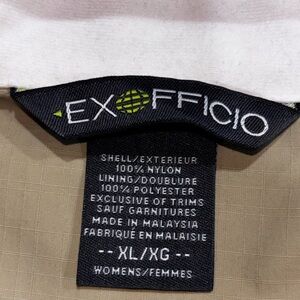 EXOFFICIO
SHELL/EXTERIEUR
100% NYLON
LINING/DOUBLURE
100% POLYESTER
EXCLUSIVE OF TRIMS
SAUF GARNITURES
MADE IN MALAYSIA
FABRIQUÉ EN MALAISIE
-- XL/XG --
WOMENS/FEMMES